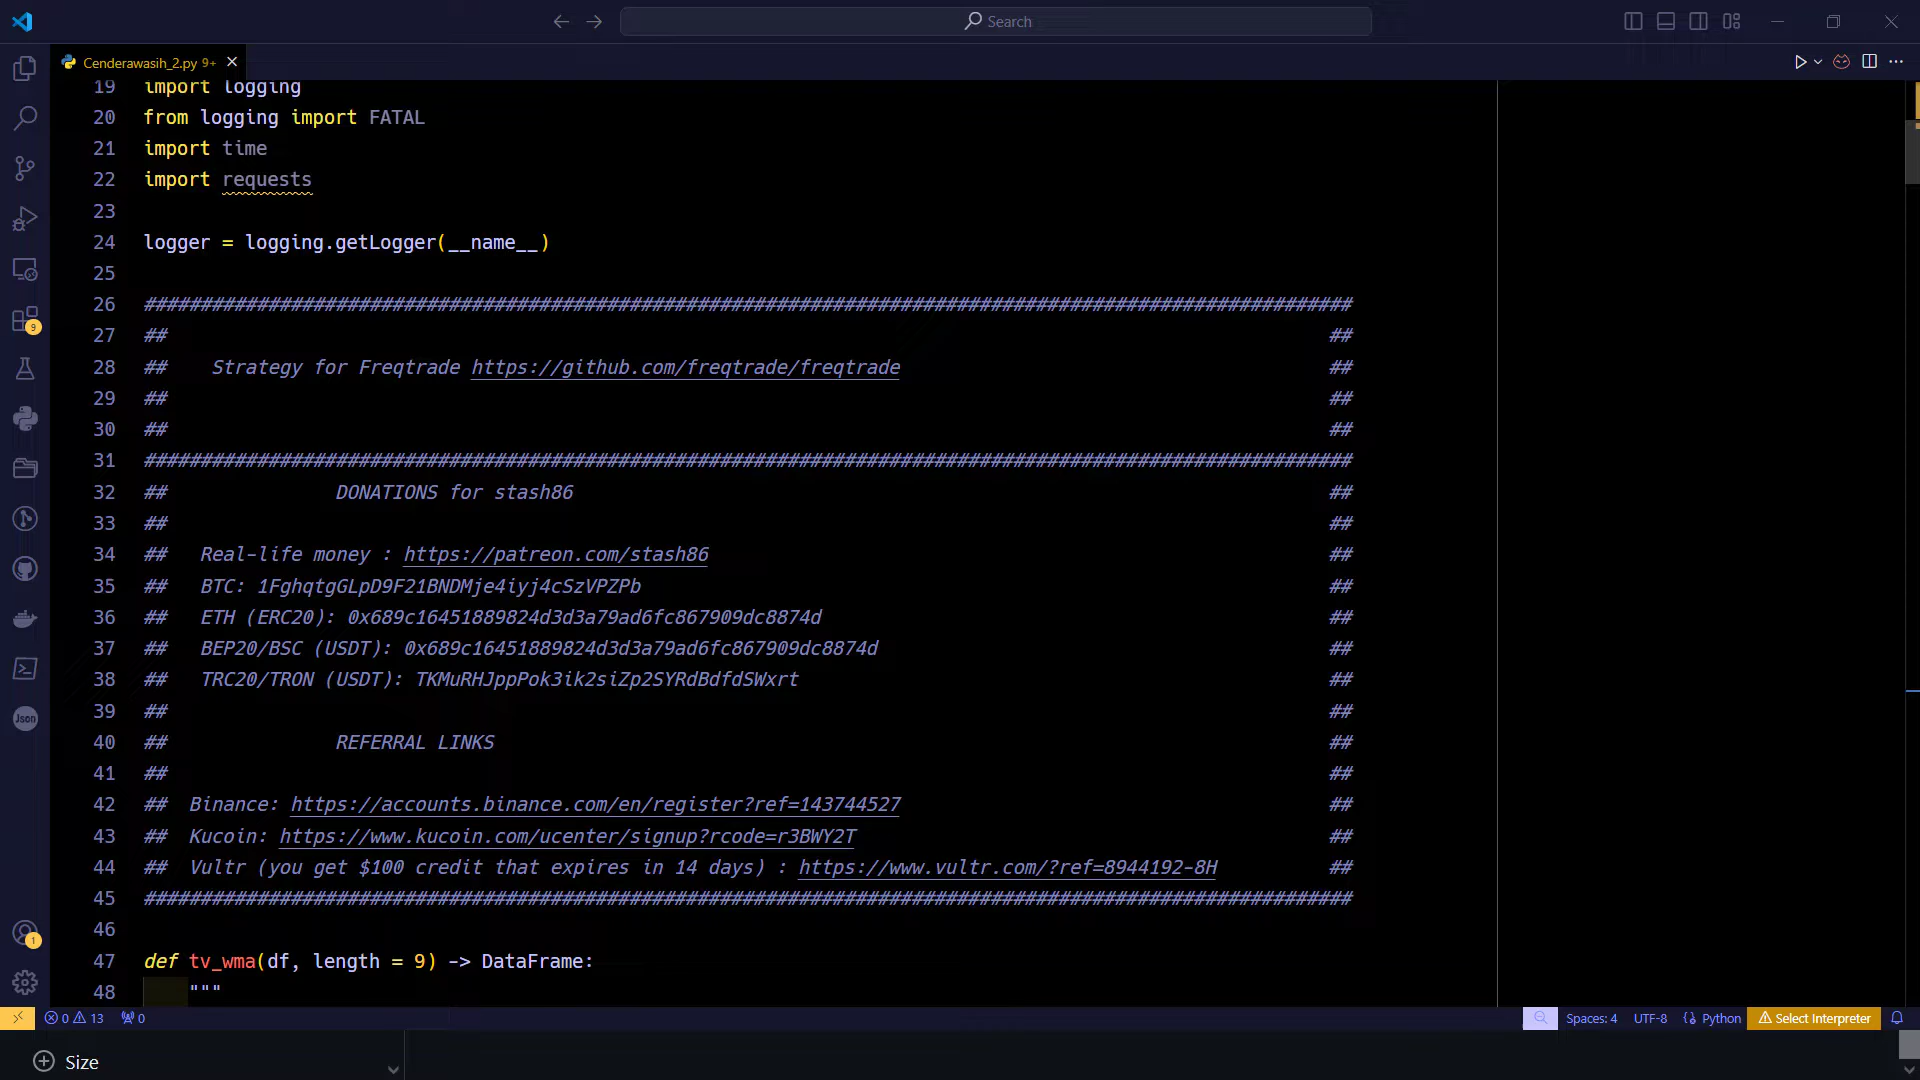 Search
Cenderawasih_2.py 9+
19 import logging
20 from logging import FATAL
21 import time
22 import requests
23
24 logger = logging.getLogger(__name__)
25
26 ###########################################################################################################
27 ## ##
28 ## Strategy for Freqtrade https://github.com/freqtrade/freqtrade ##
29 ## ##
30 ## ##
31 ###########################################################################################################
32 ## DONATIONS for stash86 ##
33 ## ##
34 ## Real-life money : https://patreon.com/stash86 ##
35 ## BTC: 1FghqtgGLpD9F21BNDMje4iyj4cSzVPZPb ##
36 ## ETH (ERC20): 0x689c16451889824d3d3a79ad6fc867909dc8874d ##
37 ## BEP20/BSC (USDT): 0x689c16451889824d3d3a79ad6fc867909dc8874d ##
38 ## TRC20/TRON (USDT): TKMuRHJppPok3ik2siZp2SYRdBdfdSWxrt ##
39 ## ##
40 ## REFERRAL LINKS ##
41 ## ##
42 ## Binance: https://accounts.binance.com/en/register?ref=143744527 ##
43 ## Kucoin: https://www.kucoin.com/ucenter/signup?rcode=r3BWY2T ##
44 ## Vultr (you get $100 credit that expires in 14 days) : https://www.vultr.com/?ref=8944192-8H ##
45 ###########################################################################################################
46
47 def tv_wma(df, length = 9) -> DataFrame:
48 """
9
Json
1
0 13 0 Spaces: 4 UTF-8 Python Select Interpreter
Size